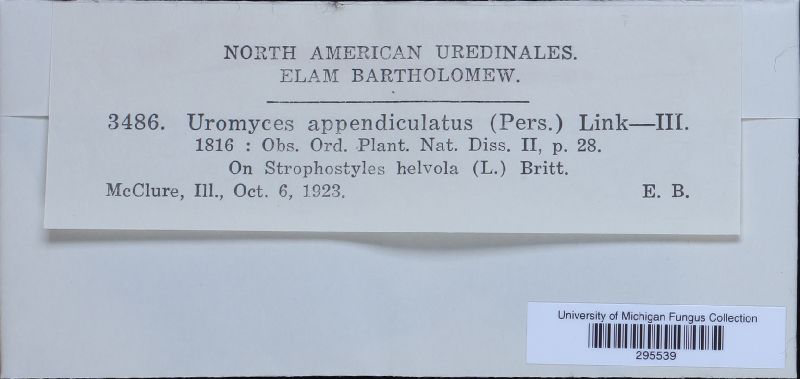 NORTH AMERICAN UREDINALES.
ELAM BARTHOLOMEW.
3486. Uromyces appendiculatus (Pers.) Link—III.
1816 : Obs. Ord. Plant. Nat. Diss. II, p. 28.
On Strophostyles helvola (L.) Britt.
McClure, Ill., Oct. 6, 1923. E. B.
University of Michigan Fungus Collection
295539